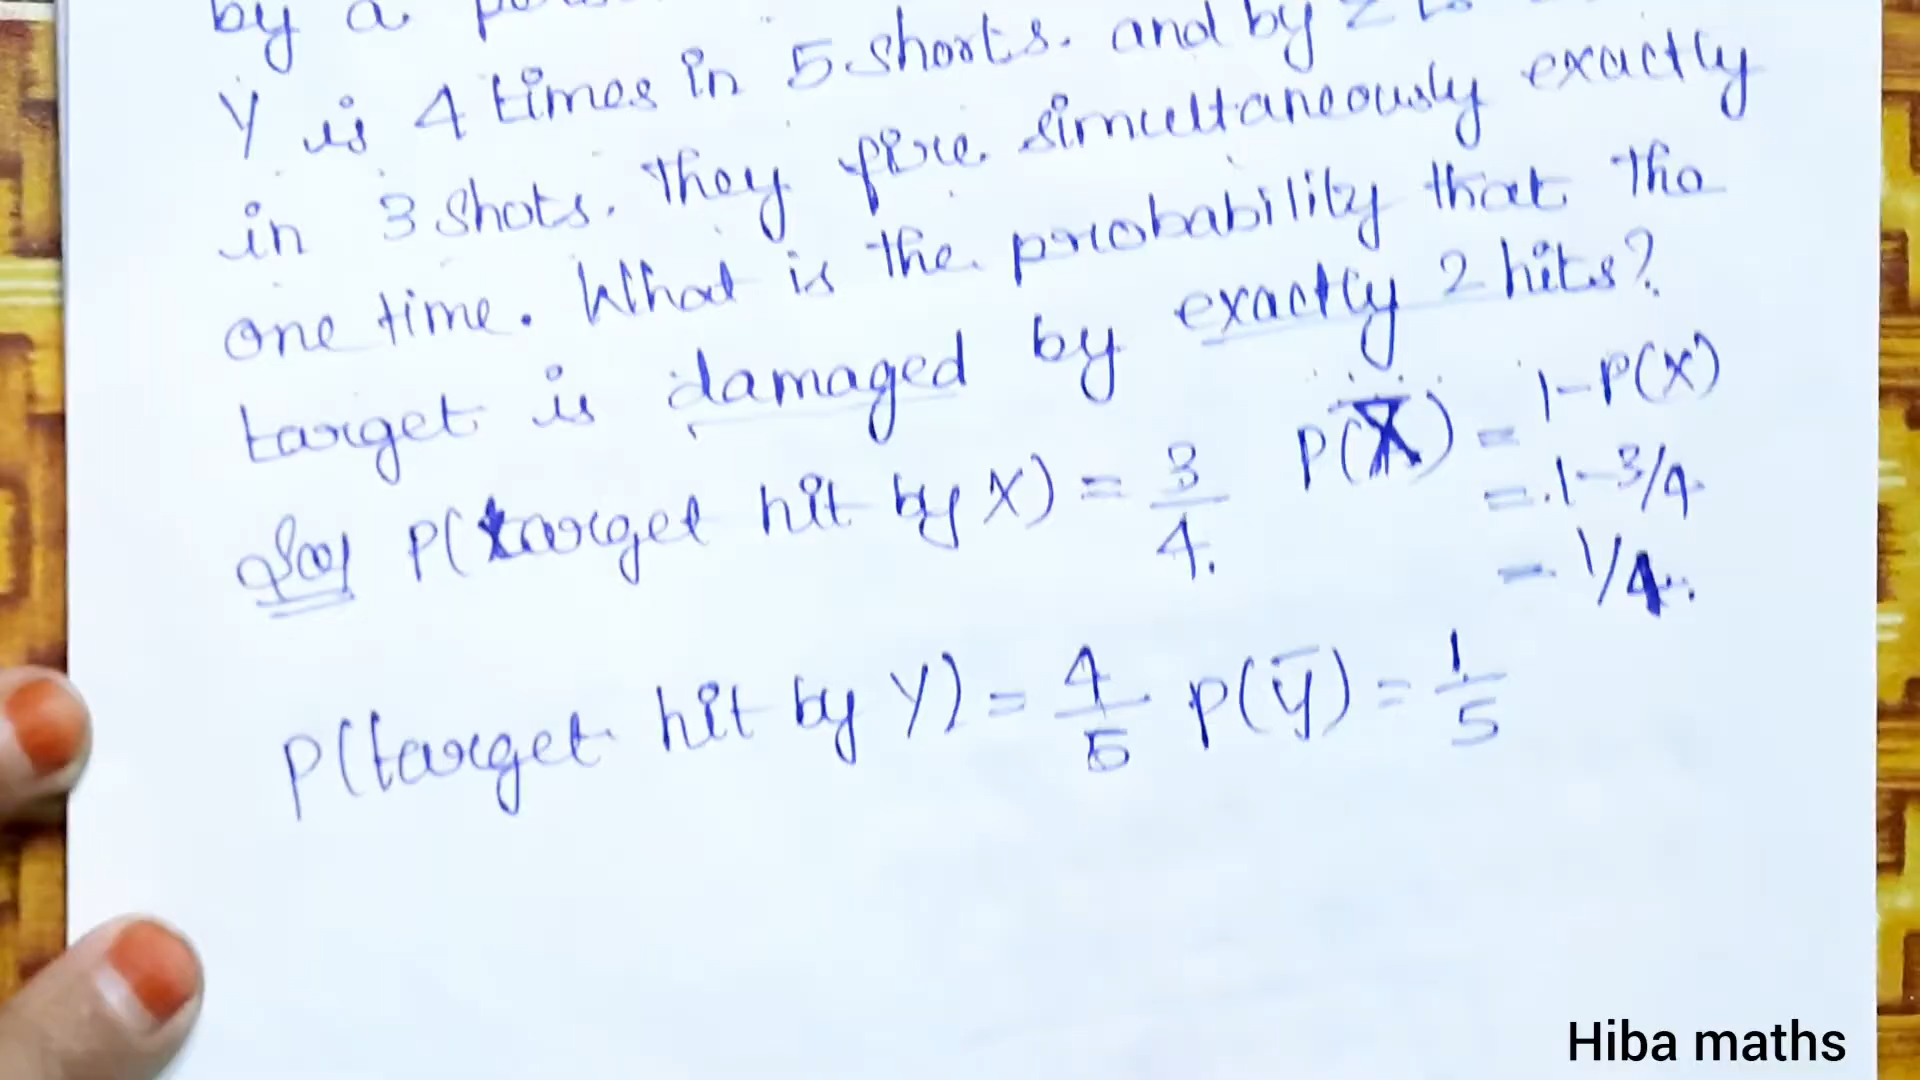 by a
Y is 4 times in 5 shoots. and by Z
in 3 shots. They fire simultaneously exactly
one time. What is the probability that the
target is damaged by exactly 2 hits?
Sol P(target hit by X) = 3/4. P(X̅) = 1-P(X)
= 1-3/4
= 1/4.
P(target hit by Y) = 4/5 P(y̅) = 1/5
Hiba maths